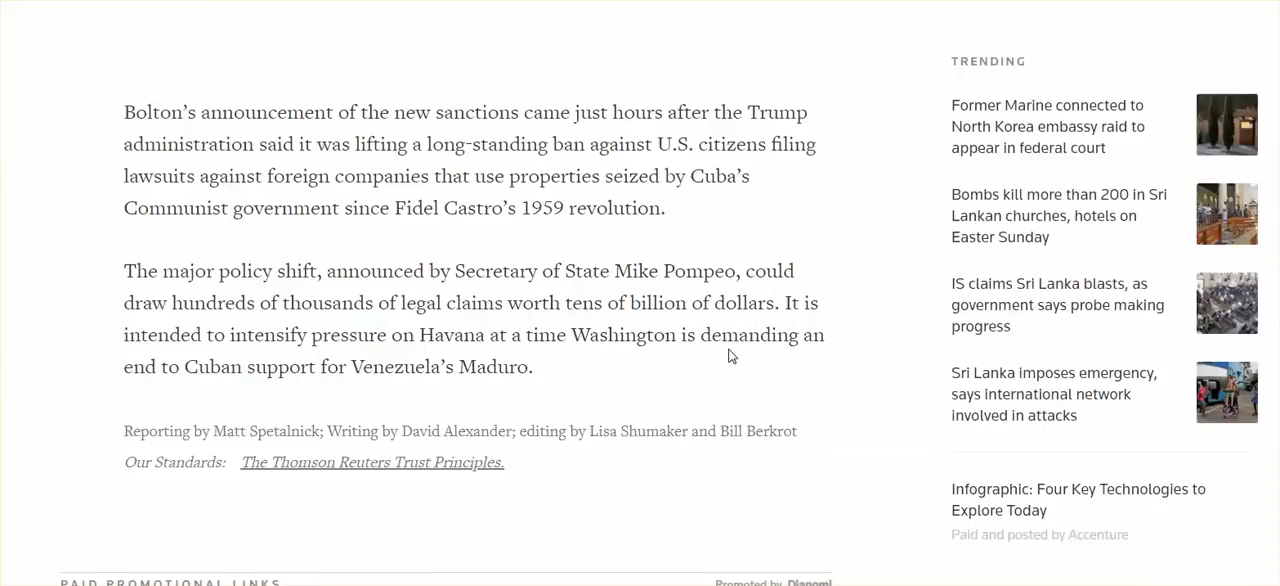 Bolton’s announcement of the new sanctions came just hours after the Trump
administration said it was lifting a long-standing ban against U.S. citizens filing
lawsuits against foreign companies that use properties seized by Cuba’s
Communist government since Fidel Castro’s 1959 revolution.
The major policy shift, announced by Secretary of State Mike Pompeo, could
draw hundreds of thousands of legal claims worth tens of billion of dollars. It is
intended to intensify pressure on Havana at a time Washington is demanding an
end to Cuban support for Venezuela’s Maduro.
Reporting by Matt Spetalnick; Writing by David Alexander; editing by Lisa Shumaker and Bill Berkrot
Our Standards: The Thomson Reuters Trust Principles.
PAID PROMOTIONAL LINKS
Promoted by Dianomi
TRENDING
Former Marine connected to
North Korea embassy raid to
appear in federal court
Bombs kill more than 200 in Sri
Lankan churches, hotels on
Easter Sunday
IS claims Sri Lanka blasts, as
government says probe making
progress
Sri Lanka imposes emergency,
says international network
involved in attacks
Infographic: Four Key Technologies to
Explore Today
Paid and posted by Accenture